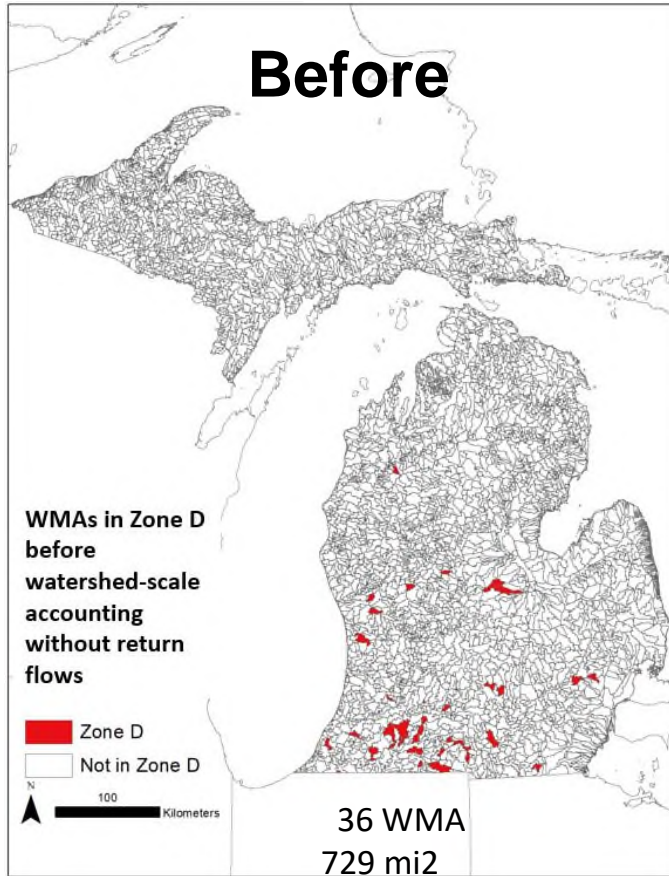 Before
WMAs in Zone D
before
watershed-scale
accounting
without return
flows
Zone D
Not in Zone D
N
100
Kilometers
36 WMA
729 mi2